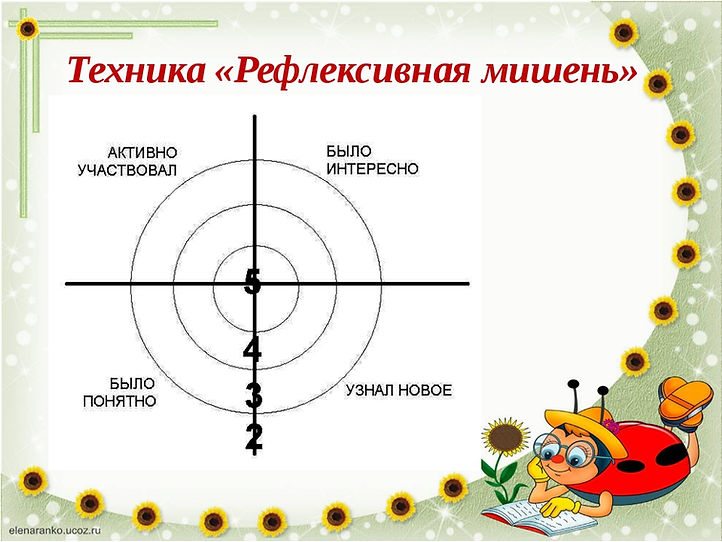 Техника «Рефлексивная мишень»
АКТИВНО
УЧАСТВОВАЛ
БЫЛО
ИНТЕРЕСНО
5
4
3
2
БЫЛО
ПОНЯТНО
УЗНАЛ НОВОЕ
elenaranko.ucoz.ru